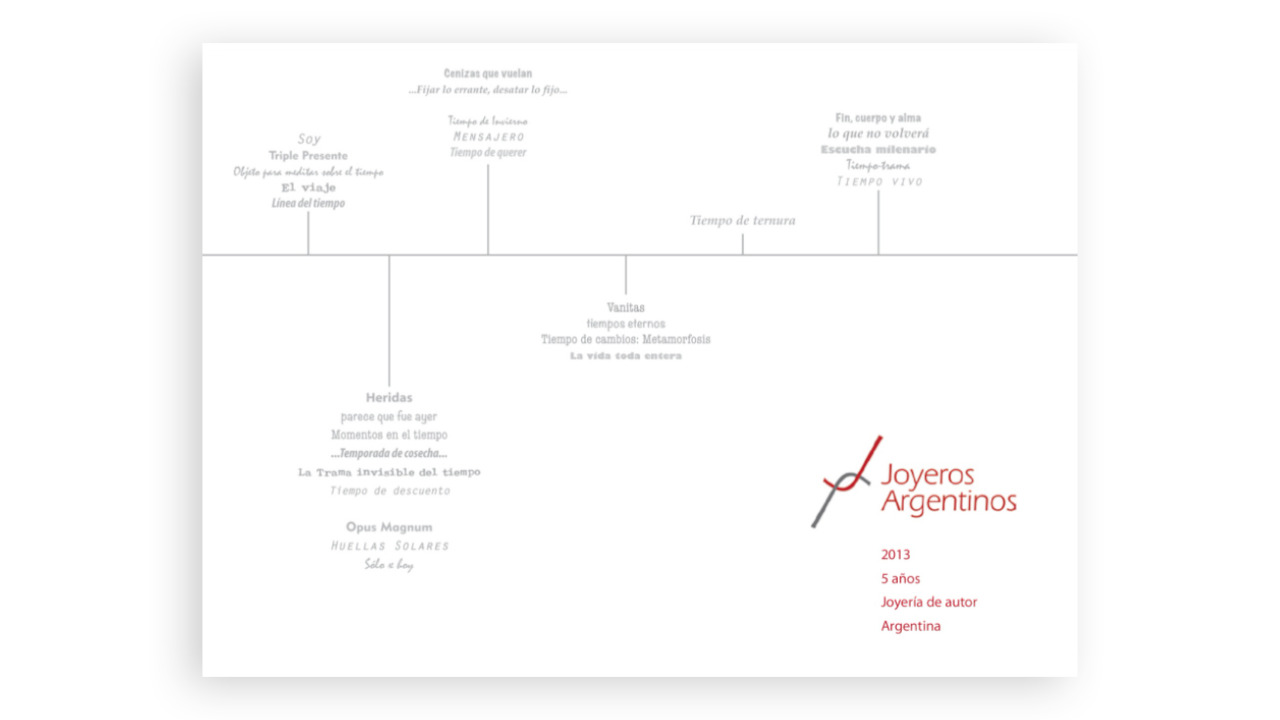 Soy
Triple Presente
Objeto para meditar sobre el tiempo
El viaje
Línea del tiempo
Cenizas que vuelan
...Fijar lo errante, desatar lo fijo...
Tiempo de Invierno
MENSAJERO
Tiempo de querer
Tiempo de ternura
Fin, cuerpo y alma
lo que no volverá
Escucha milenario
Tiempo-trama
TIEMPO VIVO
Heridas
parece que fue ayer
Momentos en el tiempo
...Temporada de cosecha...
La Trama invisible del tiempo
Tiempo de descuento
Opus Magnum
HUELLAS SOLARES
Sólo x hoy
Vanitas
tiempos eternos
Tiempo de cambios: Metamorfosis
La vida toda entera
Joyeros
Argentinos
2013
5 años
Joyería de autor
Argentina